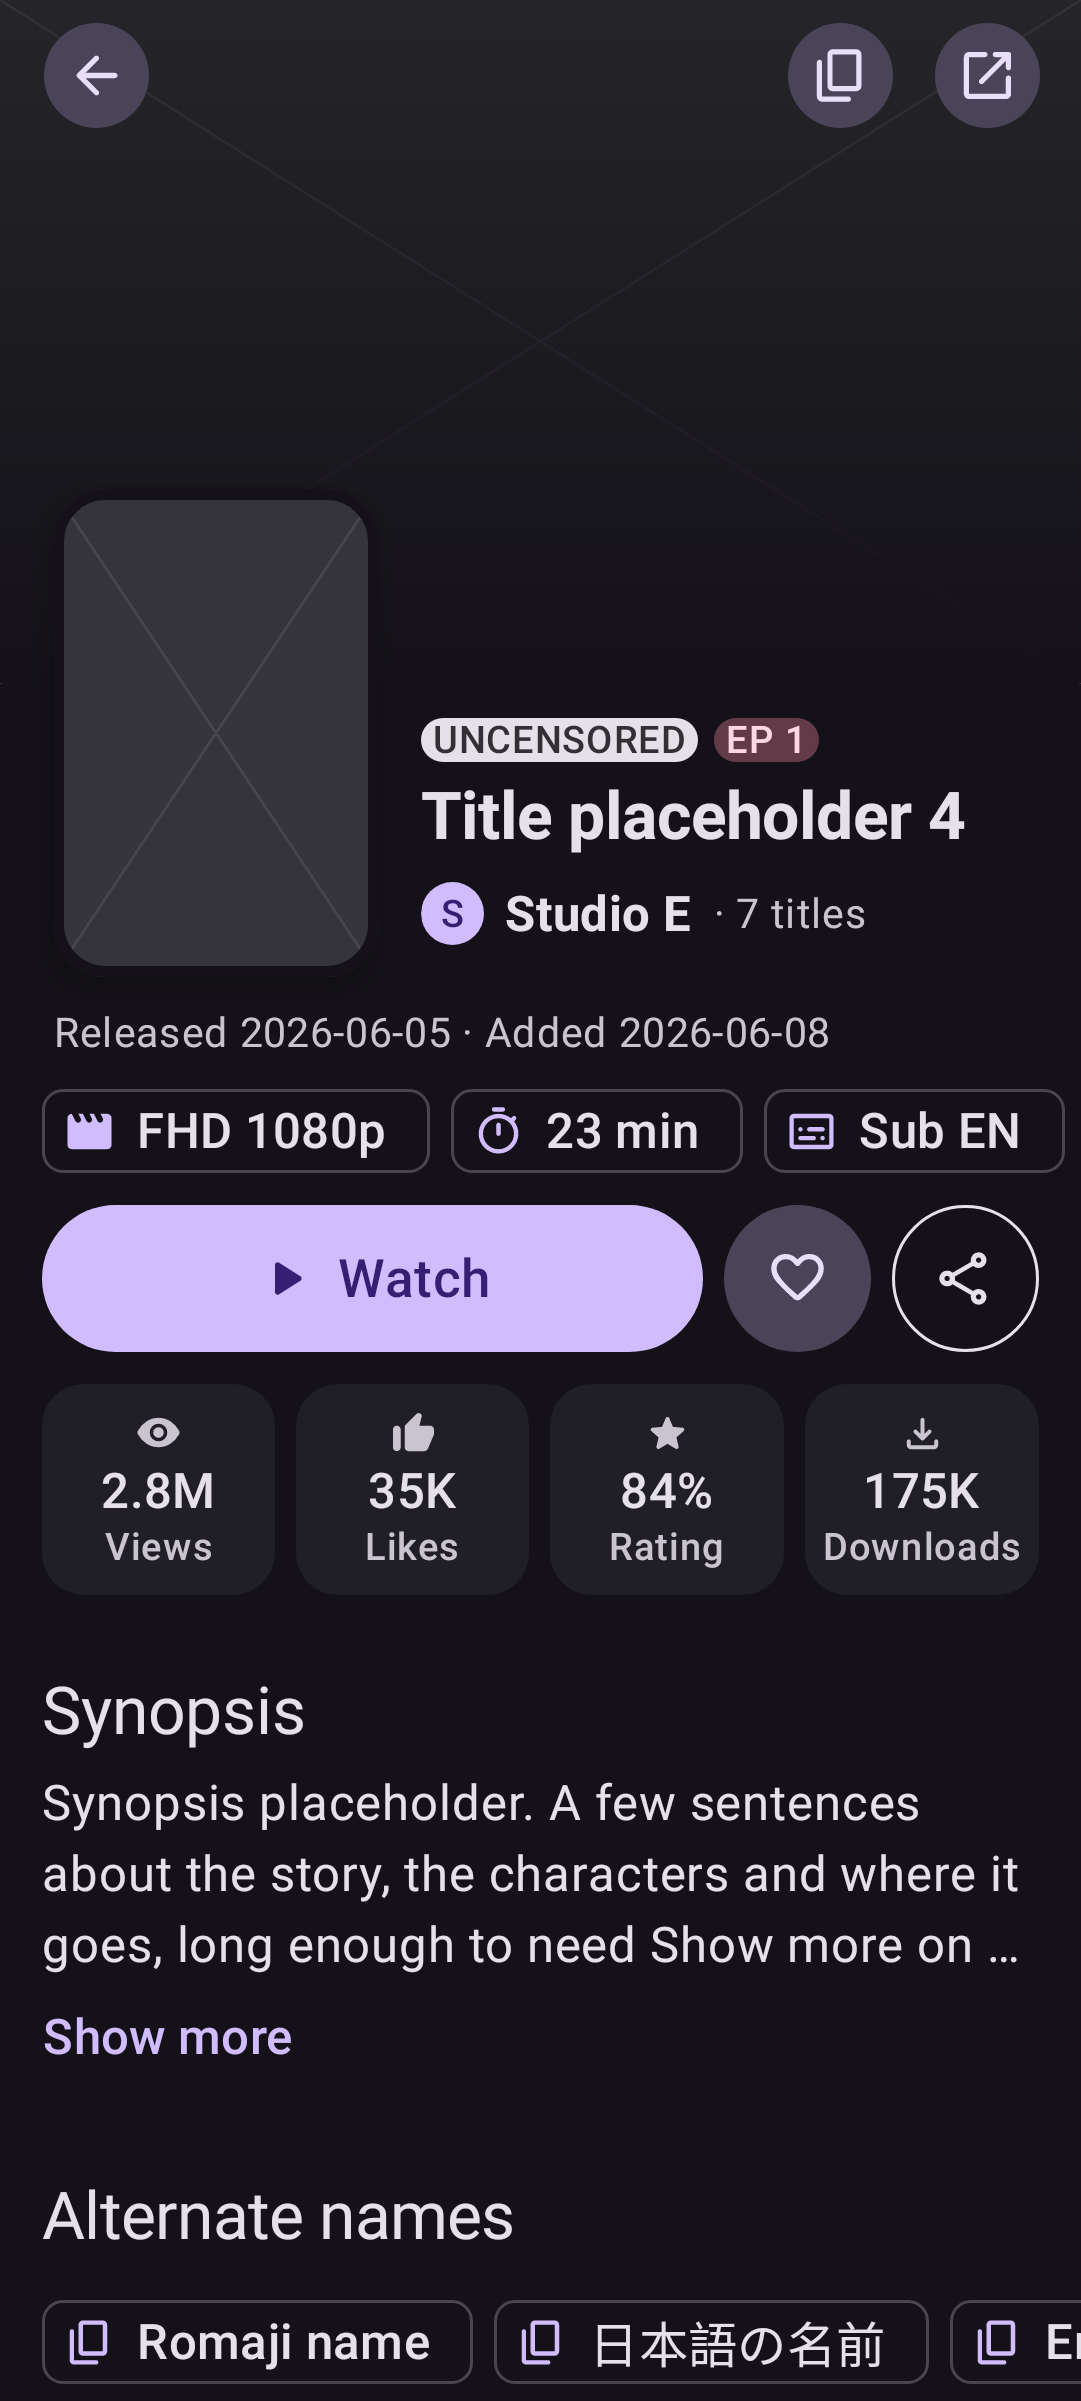 UNCENSORED EP 1
Title placeholder 4
S Studio E · 7 titles
Released 2026-06-05 · Added 2026-06-08
FHD 1080p 23 min Sub EN
Watch
2.8M 35K 84% 175K
Views Likes Rating Downloads
Synopsis
Synopsis placeholder. A few sentences
about the story, the characters and where it
goes, long enough to need Show more on …
Show more
Alternate names
Romaji name 日本語の名前